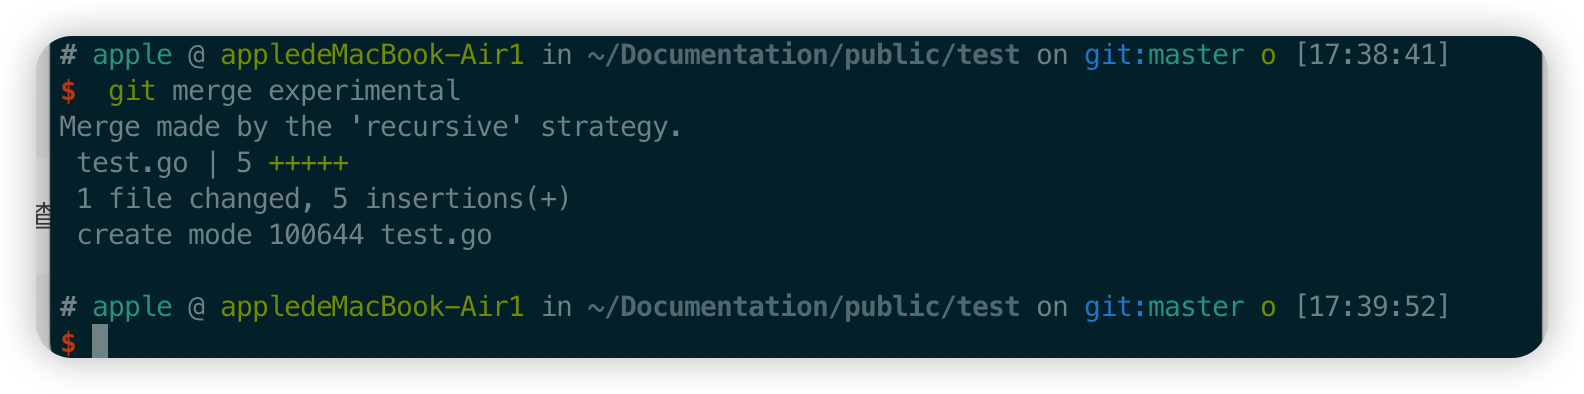 # apple @ appledeMacBook-Air1 in ~/Documentation/public/test on git:master o [17:38:41]
$  git merge experimental
Merge made by the 'recursive' strategy.
 test.go | 5 +++++
 1 file changed, 5 insertions(+)
 create mode 100644 test.go
# apple @ appledeMacBook-Air1 in ~/Documentation/public/test on git:master o [17:39:52]
$